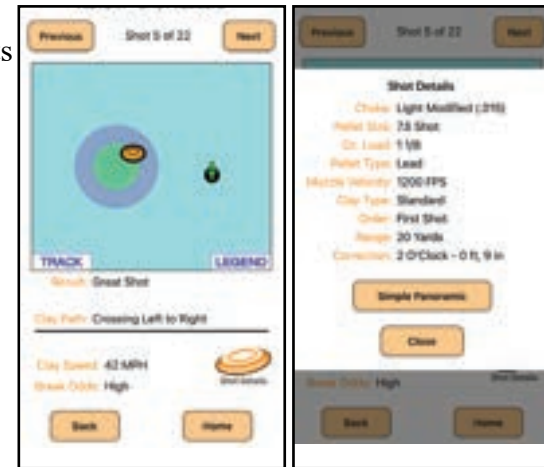 s
Previous Shot 5 of 22 Next
TRACK LEGEND
Result: Great Shot
Clay Path: Crossing Left to Right
Clay Speed: 42 MPH
Break Odds: High
Shot Details
Back Home
Previous Shot 5 of 22 Next
Shot Details
Choke: Light Modified (.015)
Pellet Size: 7.5 Shot
Oz. Load: 1 1/8
Pellet Type: Lead
Muzzle Velocity: 1200 FPS
Clay Type: Standard
Order: First Shot
Range: 20 Yards
Correction: 2 O'Clock - 0 ft, 9 in
Simple Panoramic
Close
Break Odds: High
Shot Details
Back Home